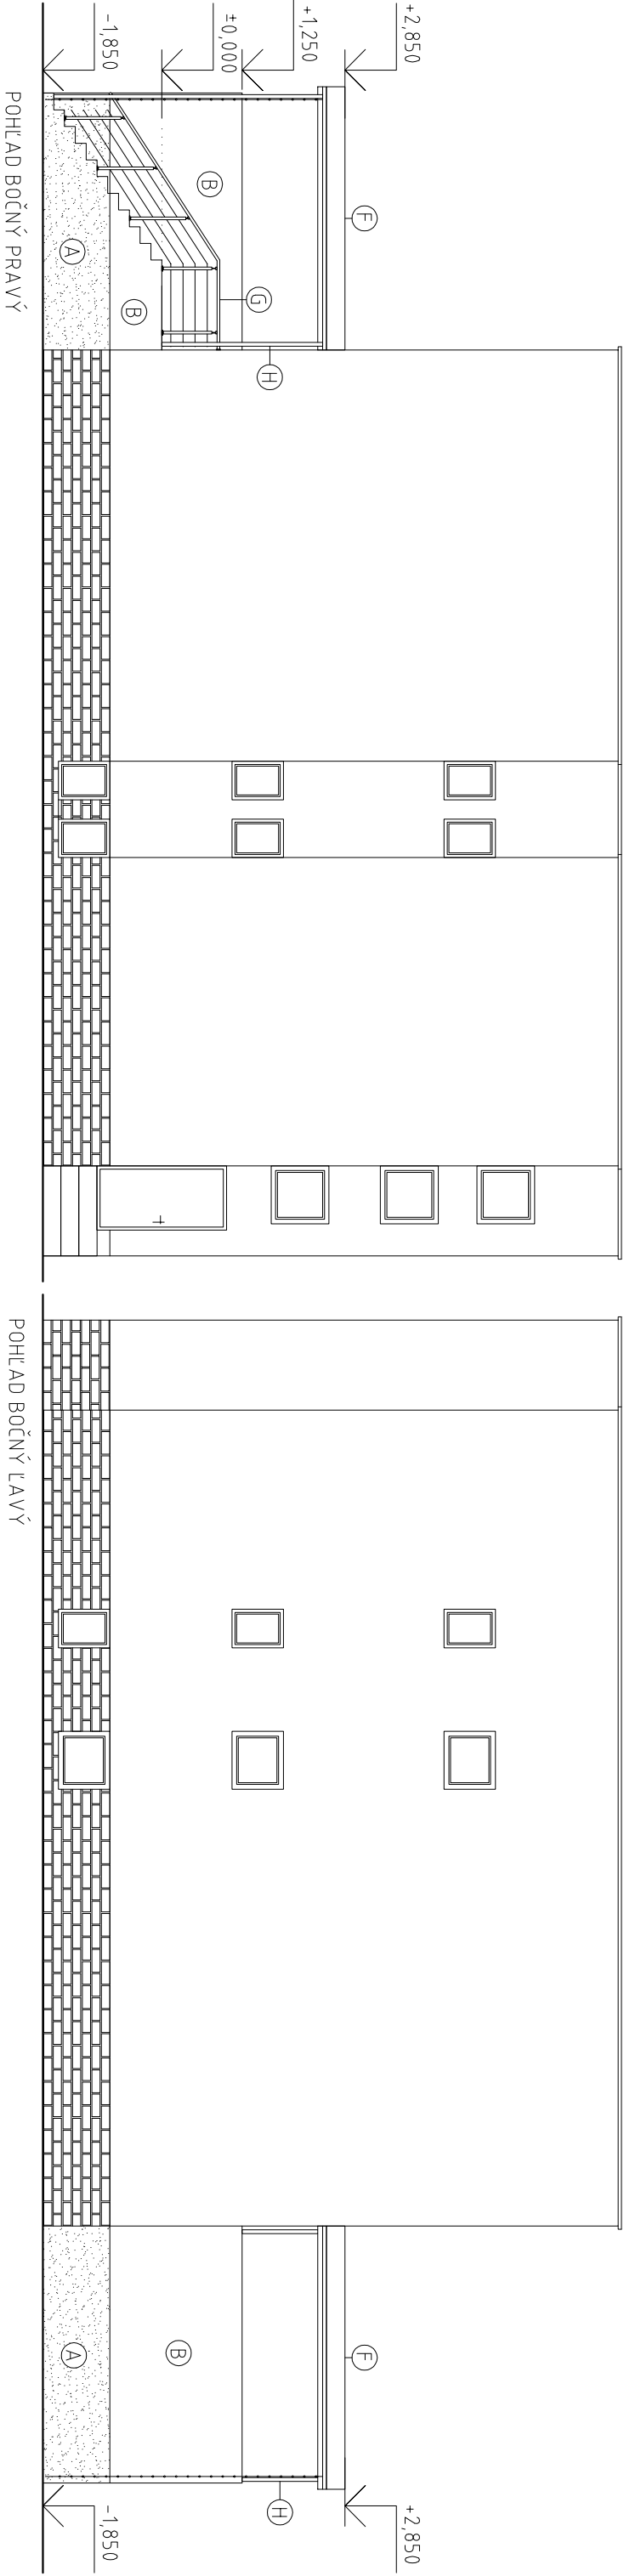 +2,850
+1,250
±0,000
-1,850
F
B
G
A
B
H
POHĽAD BOČNÝ PRAVÝ
F
B
A
H
+2,850
-1,850
POHĽAD BOČNÝ ĽAVÝ